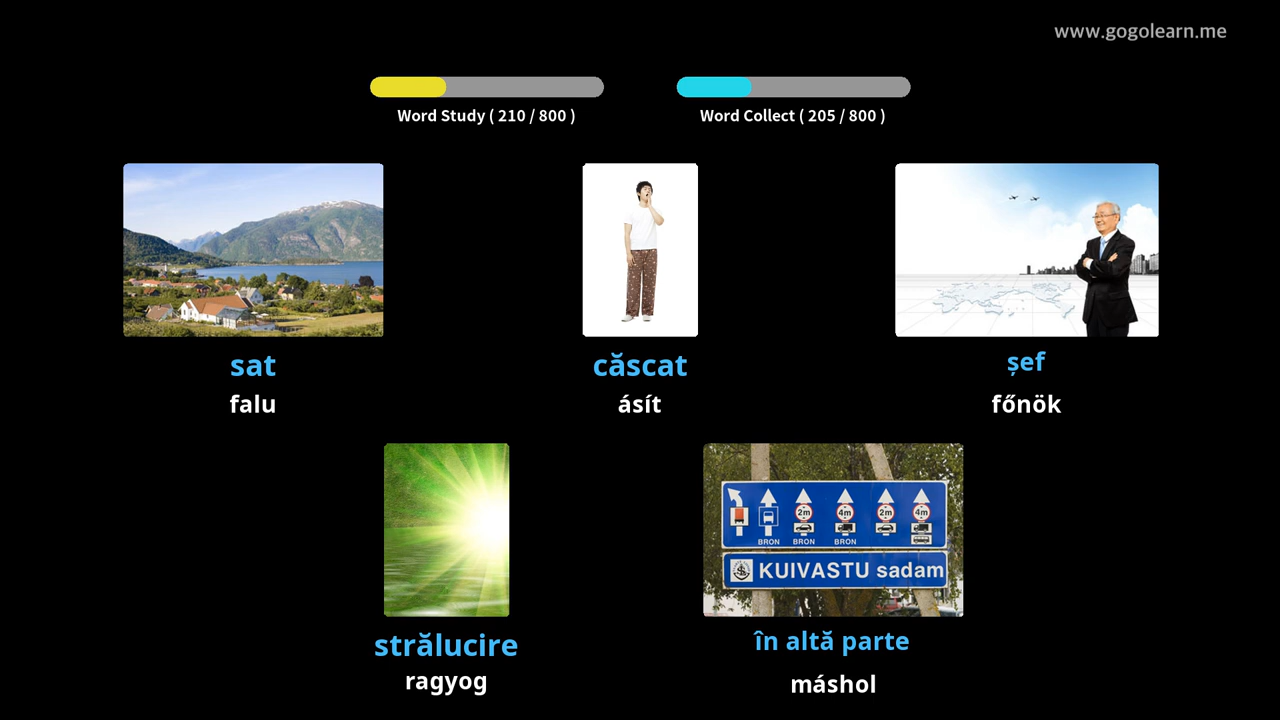 www.gogolearn.me
Word Study ( 210 / 800 )
Word Collect ( 205 / 800 )
sat
falu
căscat
ásít
șef
főnök
2m
4m
2m
4m
BRON
BRON
BRON
KUIVASTU sadam
strălucire
ragyog
în altă parte
máshol